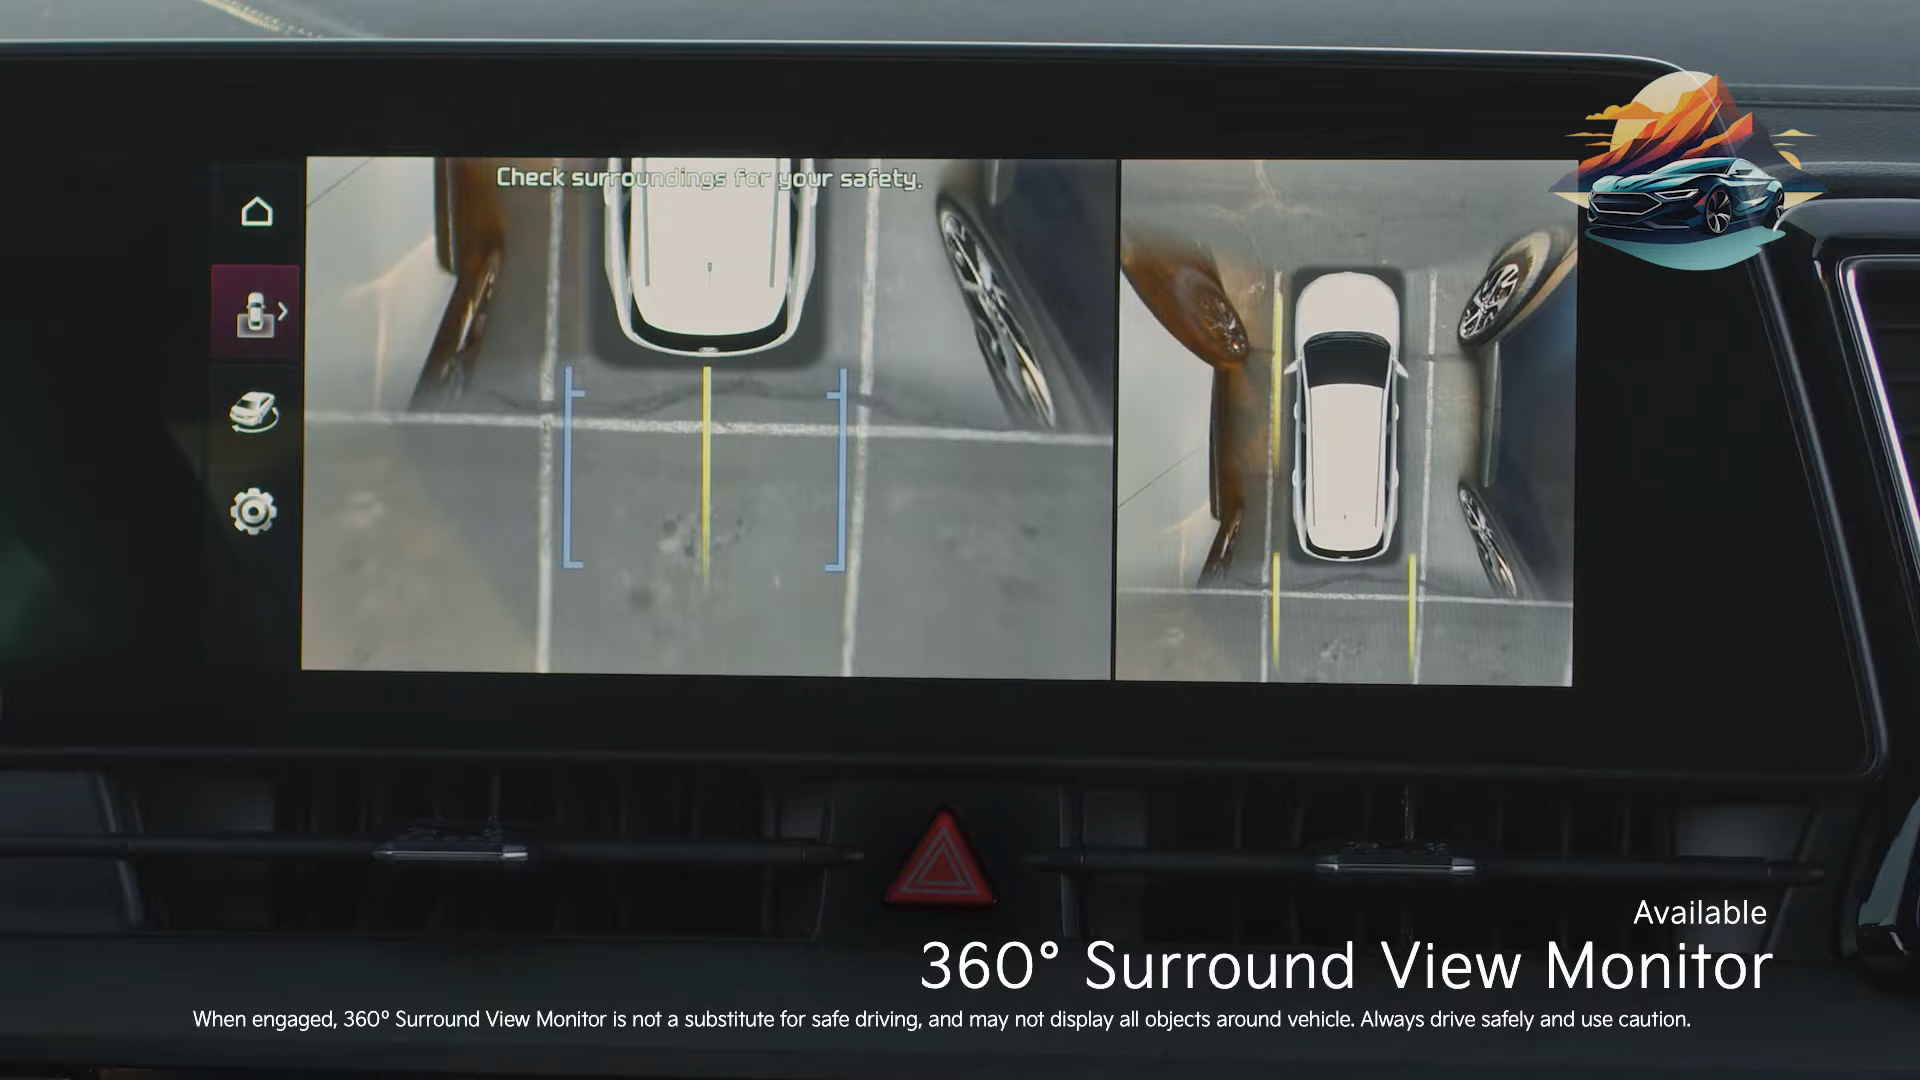 Check surroundings for your safety.
Available
360° Surround View Monitor
When engaged, 360° Surround View Monitor is not a substitute for safe driving, and may not display all objects around vehicle. Always drive safely and use caution.